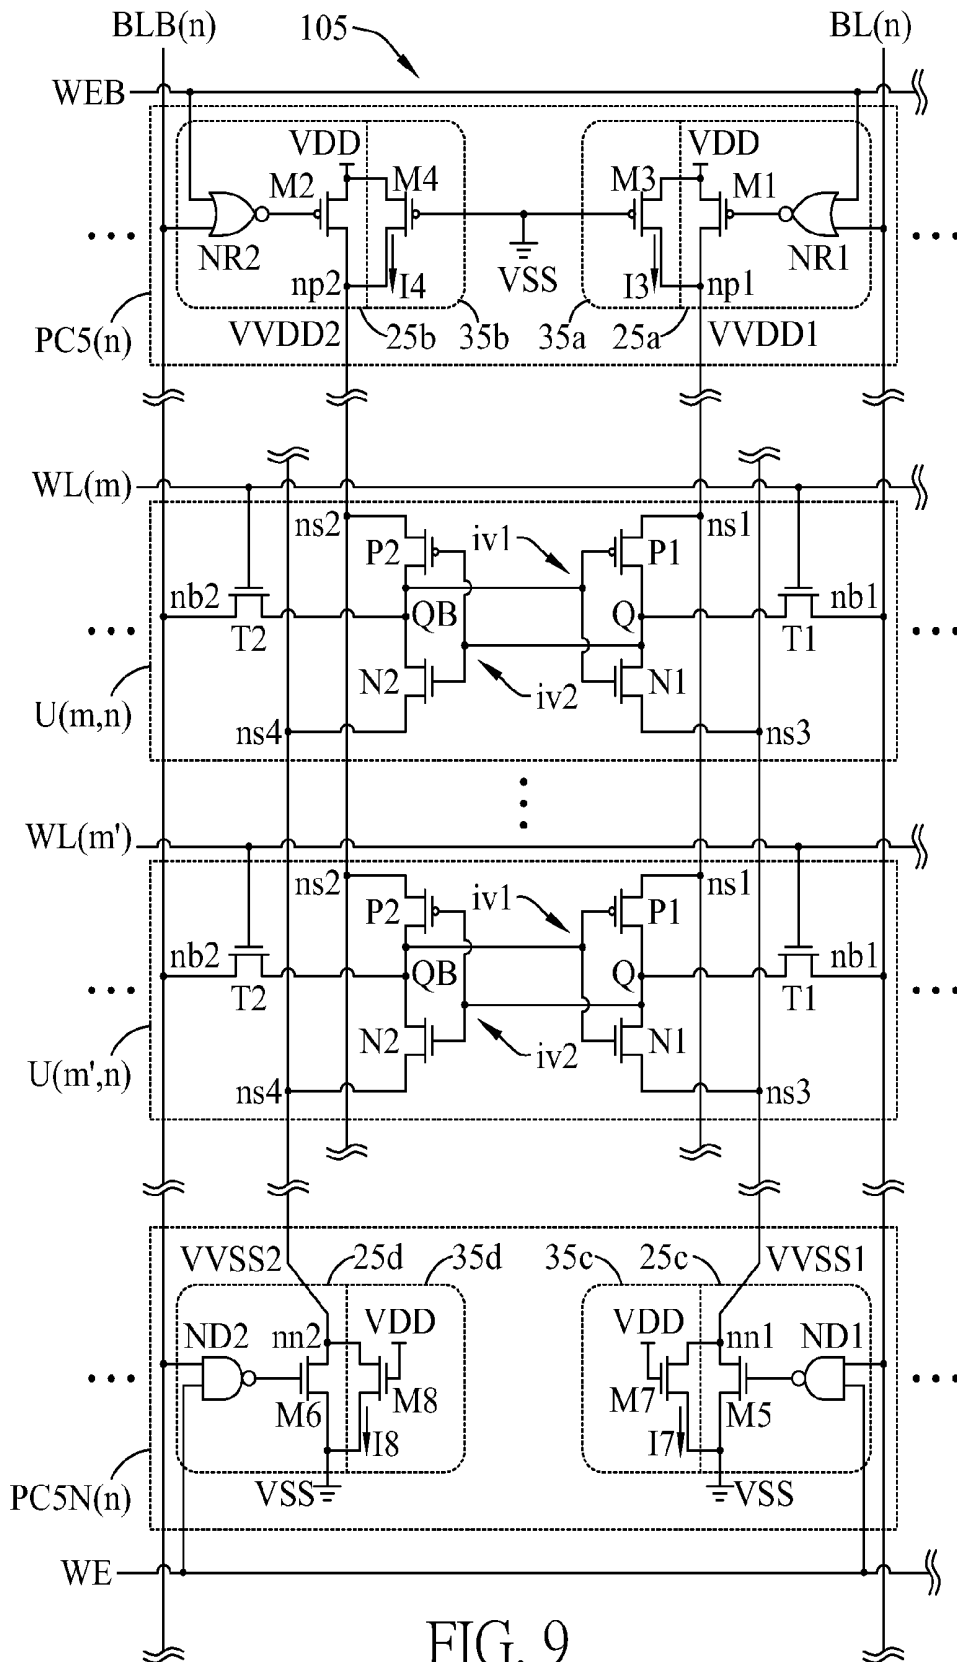 BLB(n) 105 BL(n)
WEB
VDD VDD
M2 M4 M3 M1
NR2 NR1
VSS
np2 I4 I3 np1
VVDD2 25b 35b 35a 25a VVDD1
PC5(n)
WL(m)
ns2 iv1 ns1
P2 P1
nb2 QB Q nb1
T2 T1
N2 N1
iv2
U(m,n)
ns4 ns3
WL(m')
ns2 iv1 ns1
P2 P1
nb2 QB Q nb1
T2 T1
N2 N1
iv2
U(m',n)
ns4 ns3
VVSS2 25d 35d 35c 25c VVSS1
ND2 nn2 VDD VDD nn1 ND1
M6 M8 M7 M5
I8 I7
VSS VSS
PC5N(n)
WE
FIG. 9